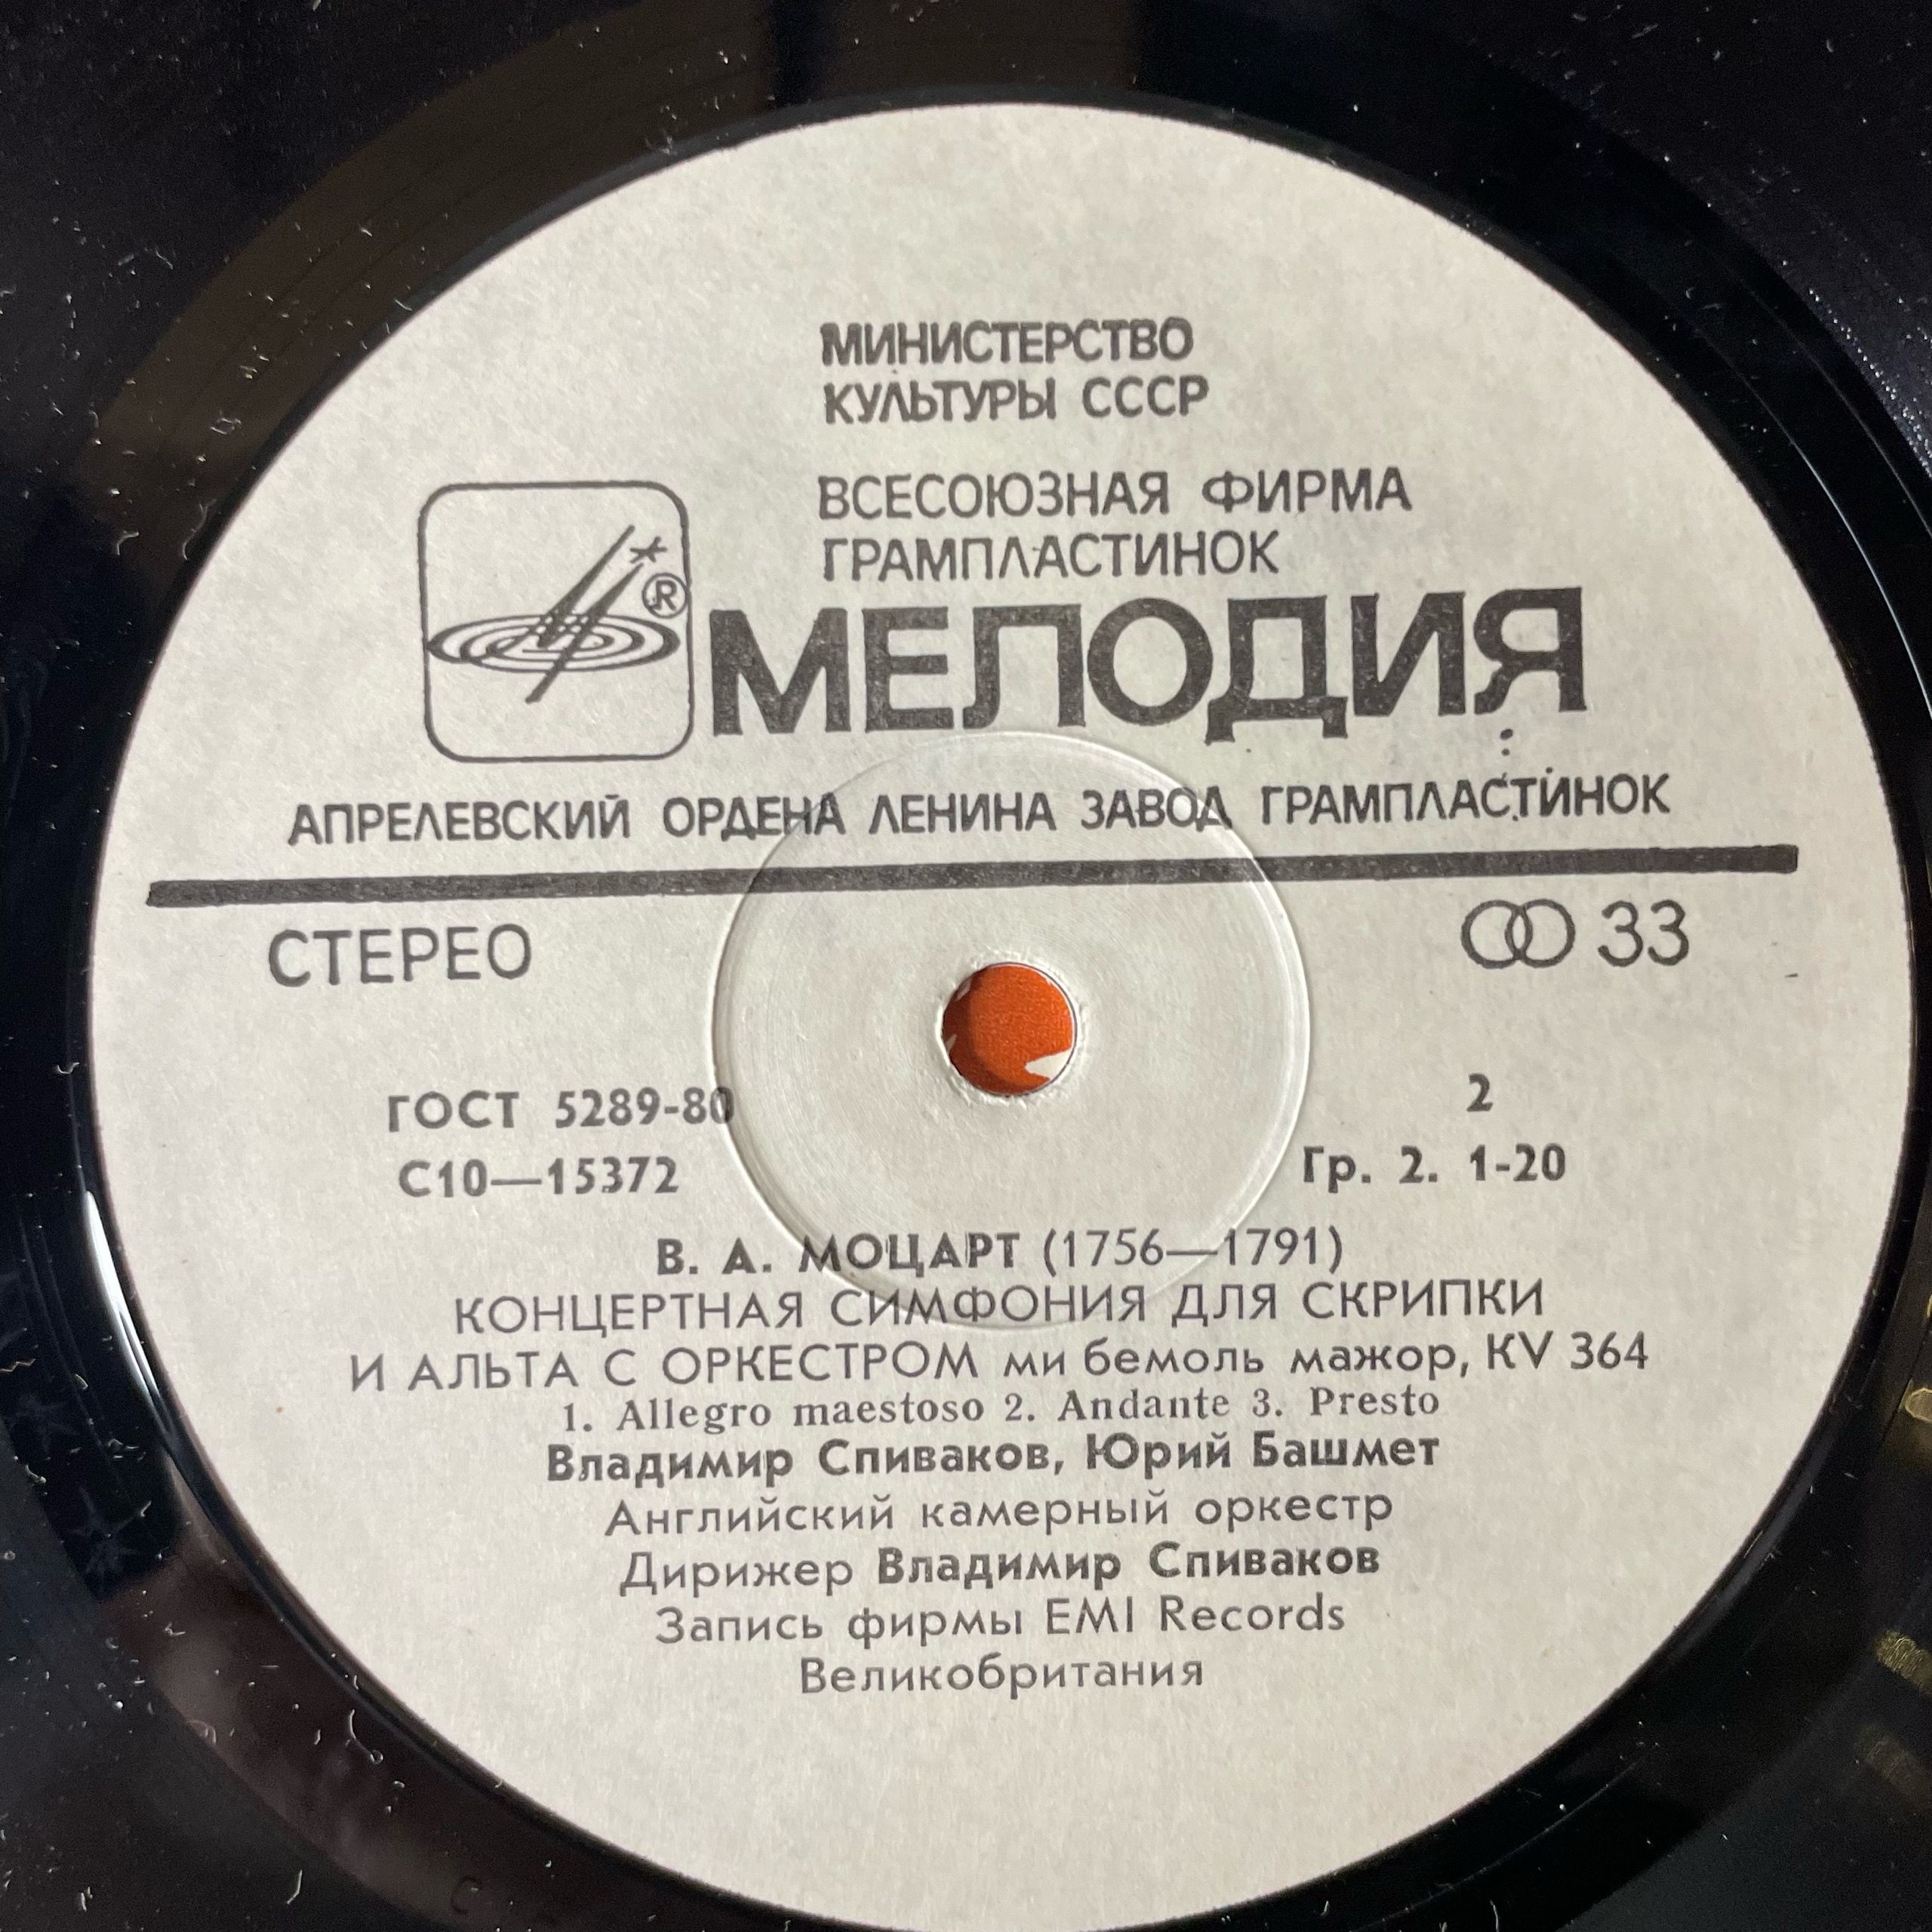 МИНИСТЕРСТВО
КУЛЬТУРЫ СССР
ВСЕСОЮЗНАЯ ФИРМА
ГРАМПЛАСТИНОК
® МЕЛОДИЯ
АПРЕЛЕВСКИЙ ОРДЕНА ЛЕНИНА ЗАВОД ГРАМПЛАСТИНОК
СТЕРЕО 33
ГОСТ 5289-80 2
С10—15372 Гр. 2. 1-20
В. А. МОЦАРТ (1756—1791)
КОНЦЕРТНАЯ СИМФОНИЯ ДЛЯ СКРИПКИ
И АЛЬТА С ОРКЕСТРОМ ми бемоль мажор, KV 364
1. Allegro maestoso 2. Andante 3. Presto
Владимир Спиваков, Юрий Башмет
Английский камерный оркестр
Дирижер Владимир Спиваков
Запись фирмы EMI Records
Великобритания